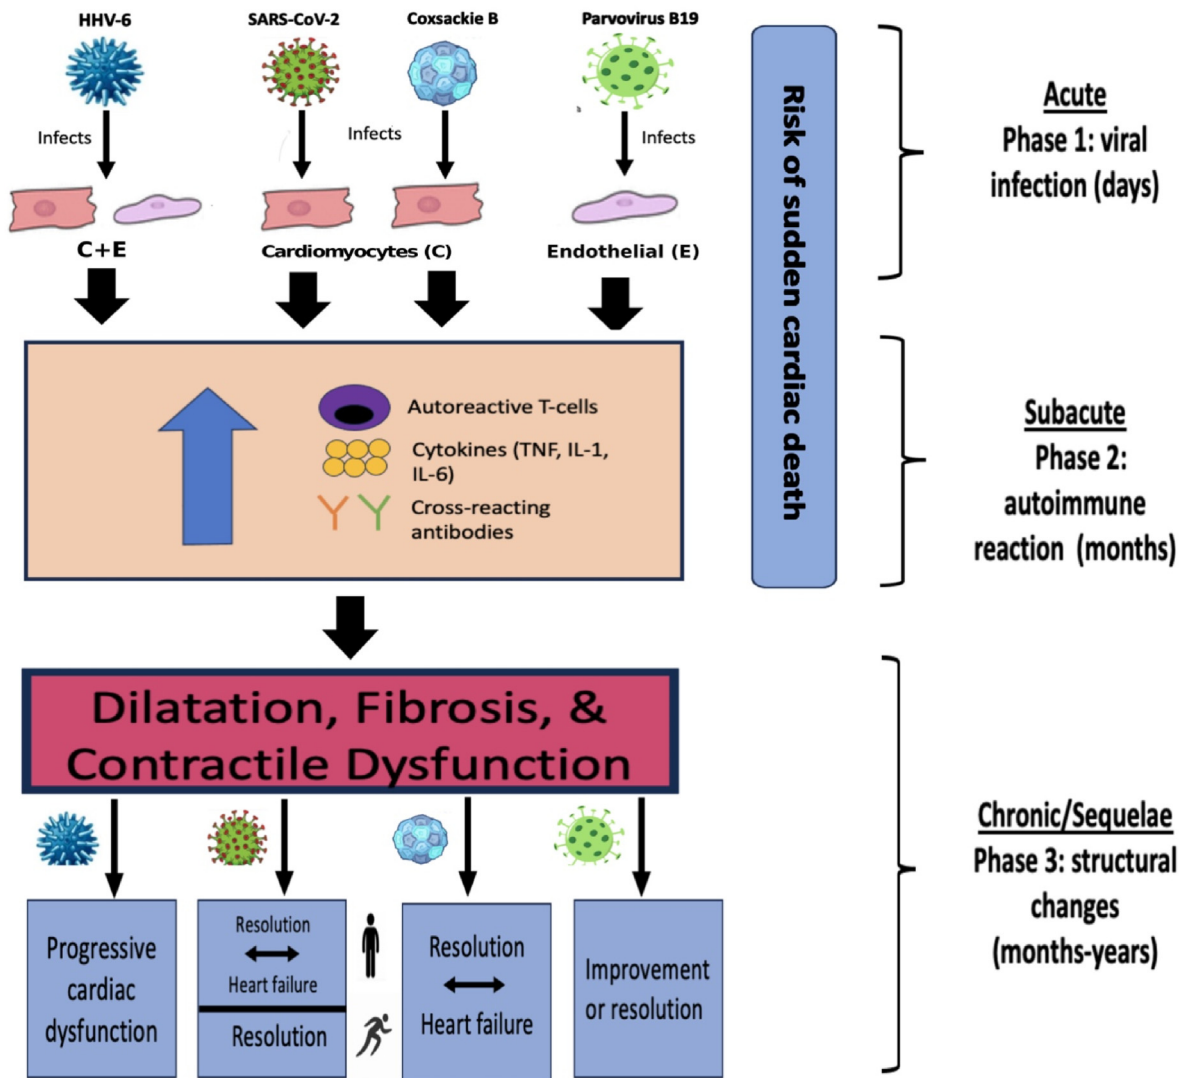 HHV-6
SARS-CoV-2
Coxsackie B
Parvovirus B19
Infects
Infects
Infects
C+E
Cardiomyocytes (C)
Endothelial (E)
Risk of sudden cardiac death
Acute
Phase 1: viral
infection (days)
Autoreactive T-cells
Cytokines (TNF, IL-1,
IL-6)
Cross-reacting
antibodies
Subacute
Phase 2:
autoimmune
reaction (months)
Dilatation, Fibrosis, &
Contractile Dysfunction
Progressive
cardiac
dysfunction
Resolution
Heart failure
Resolution
Resolution
Heart failure
Improvement
or resolution
Chronic/Sequelae
Phase 3: structural
changes
(months-years)